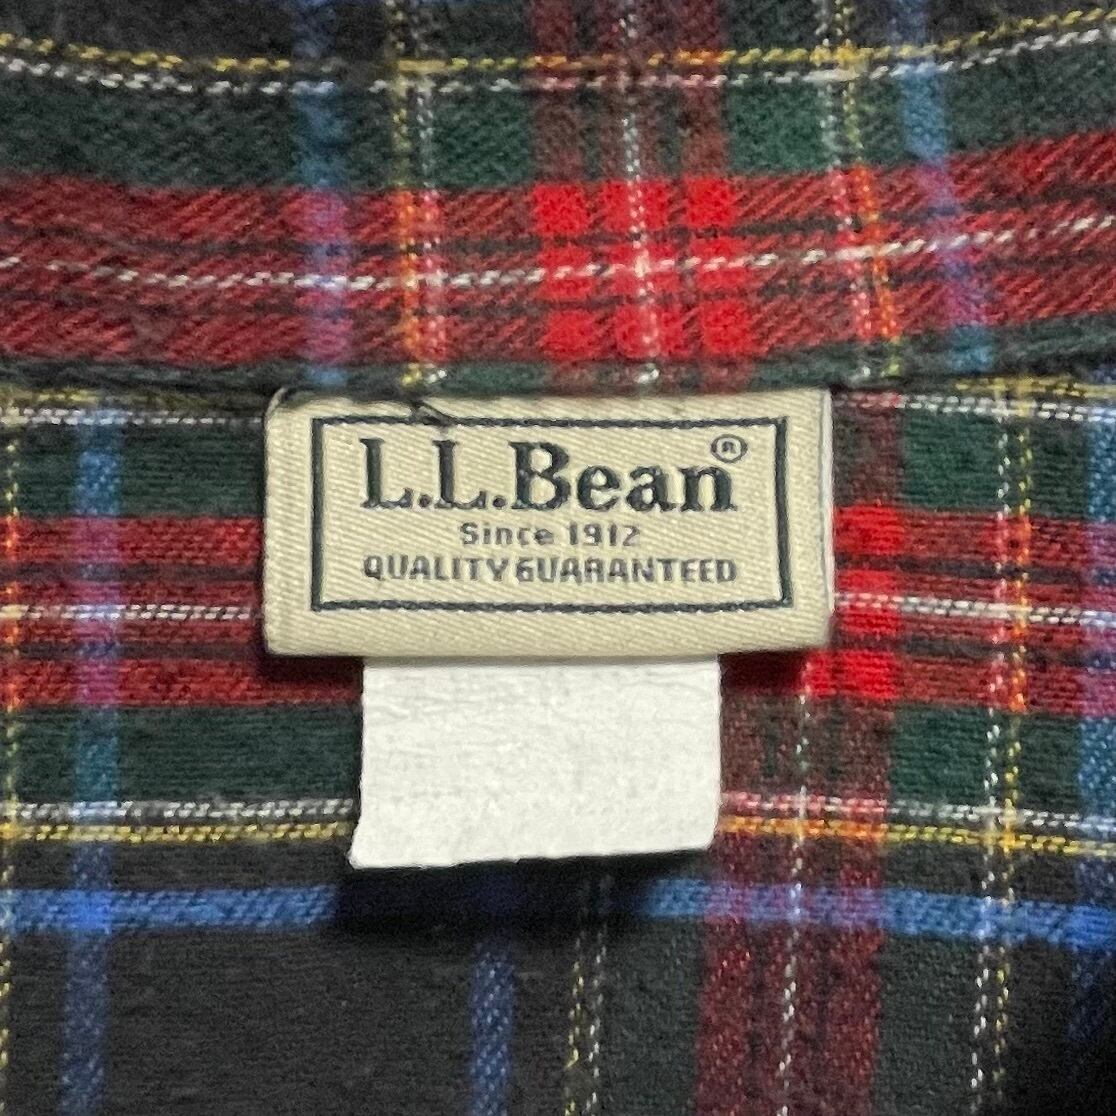 L.L.Bean®
Since 1912
QUALITY GUARANTEED